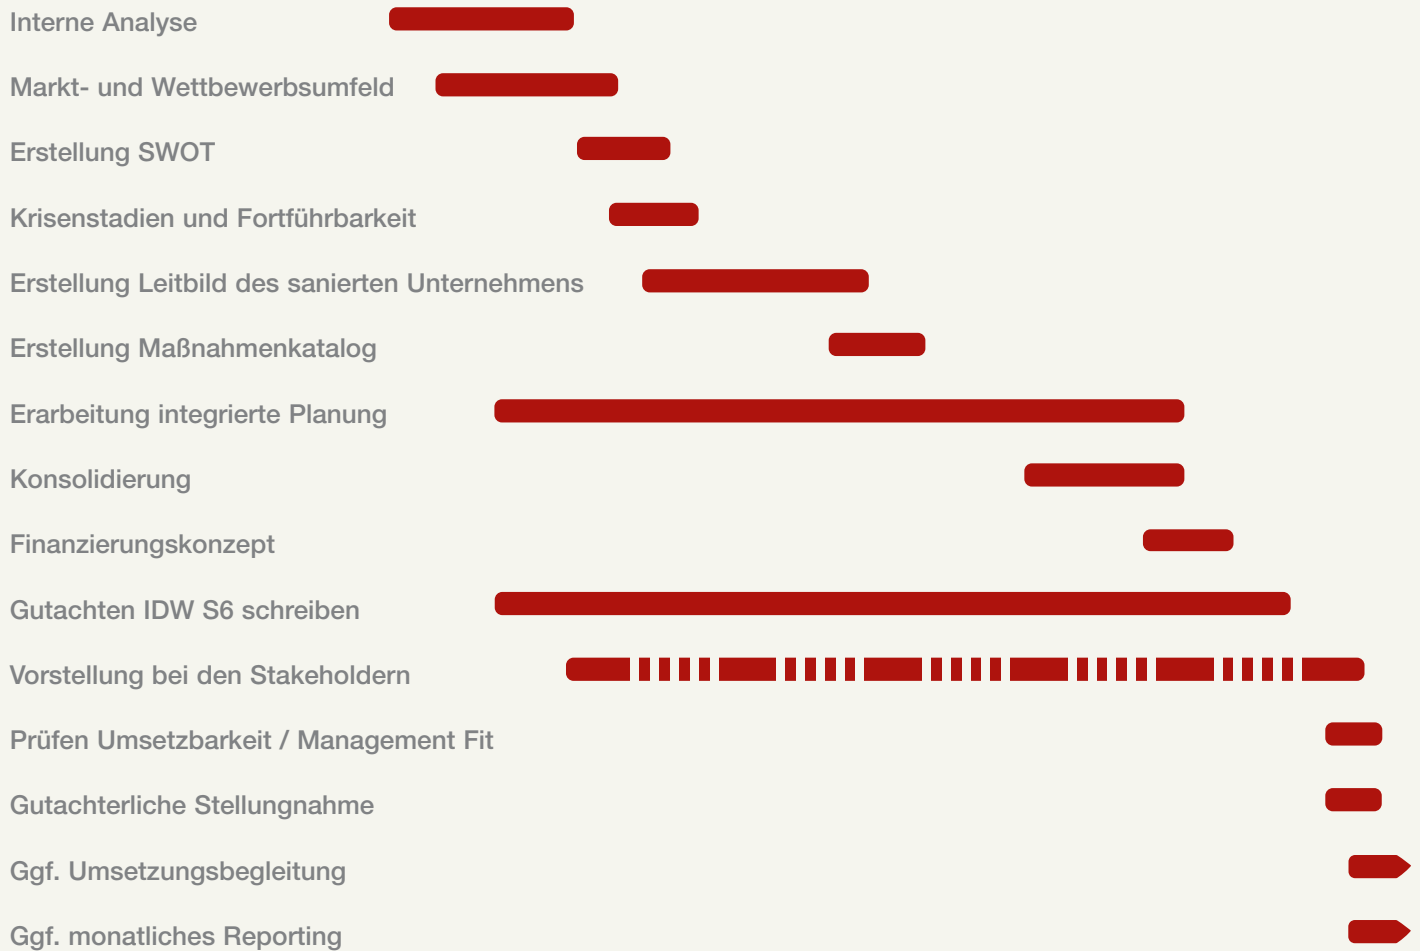 Interne Analyse
Markt- und Wettbewerbsumfeld
Erstellung SWOT
Krisenstadien und Fortführbarkeit
Erstellung Leitbild des sanierten Unternehmens
Erstellung Maßnahmenkatalog
Erarbeitung integrierte Planung
Konsolidierung
Finanzierungskonzept
Gutachten IDW S6 schreiben
Vorstellung bei den Stakeholdern
Prüfen Umsetzbarkeit / Management Fit
Gutachterliche Stellungnahme
Ggf. Umsetzungsbegleitung
Ggf. monatliches Reporting